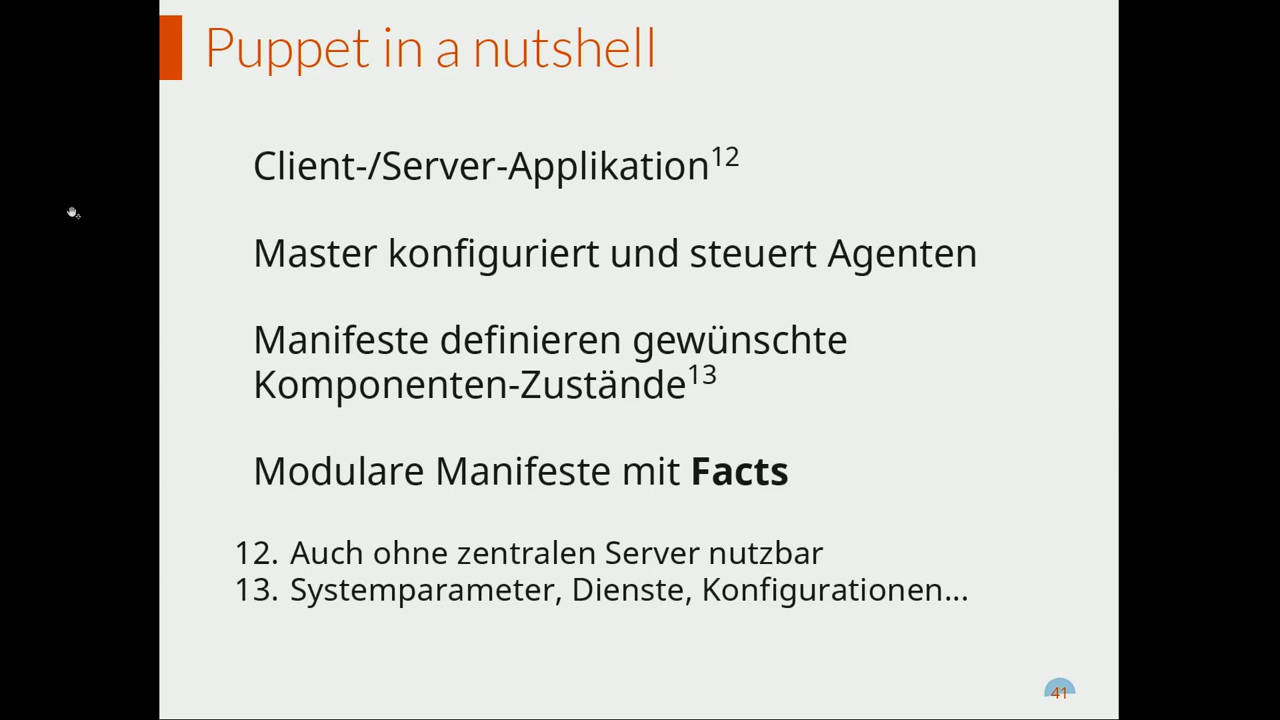 Puppet in a nutshell
Client-/Server-Applikation12
Master konfiguriert und steuert Agenten
Manifeste definieren gewünschte
Komponenten-Zustände13
Modulare Manifeste mit Facts
12. Auch ohne zentralen Server nutzbar
13. Systemparameter, Dienste, Konfigurationen...
41